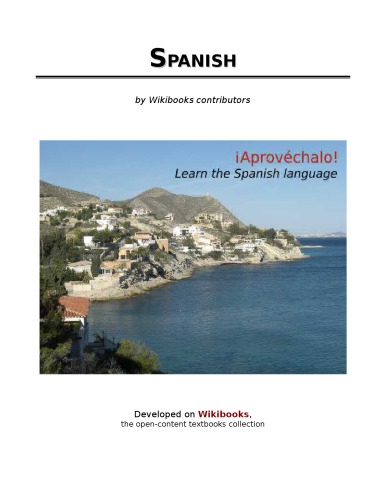 SPANISH
by Wikibooks contributors
¡Aprovéchalo!
Learn the Spanish language
Developed on Wikibooks,
the open-content textbooks collection